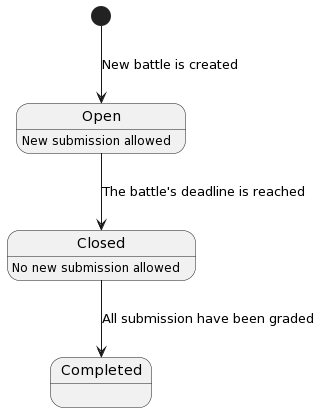 New battle is created
Open
New submission allowed
The battle's deadline is reached
Closed
No new submission allowed
All submission have been graded
Completed